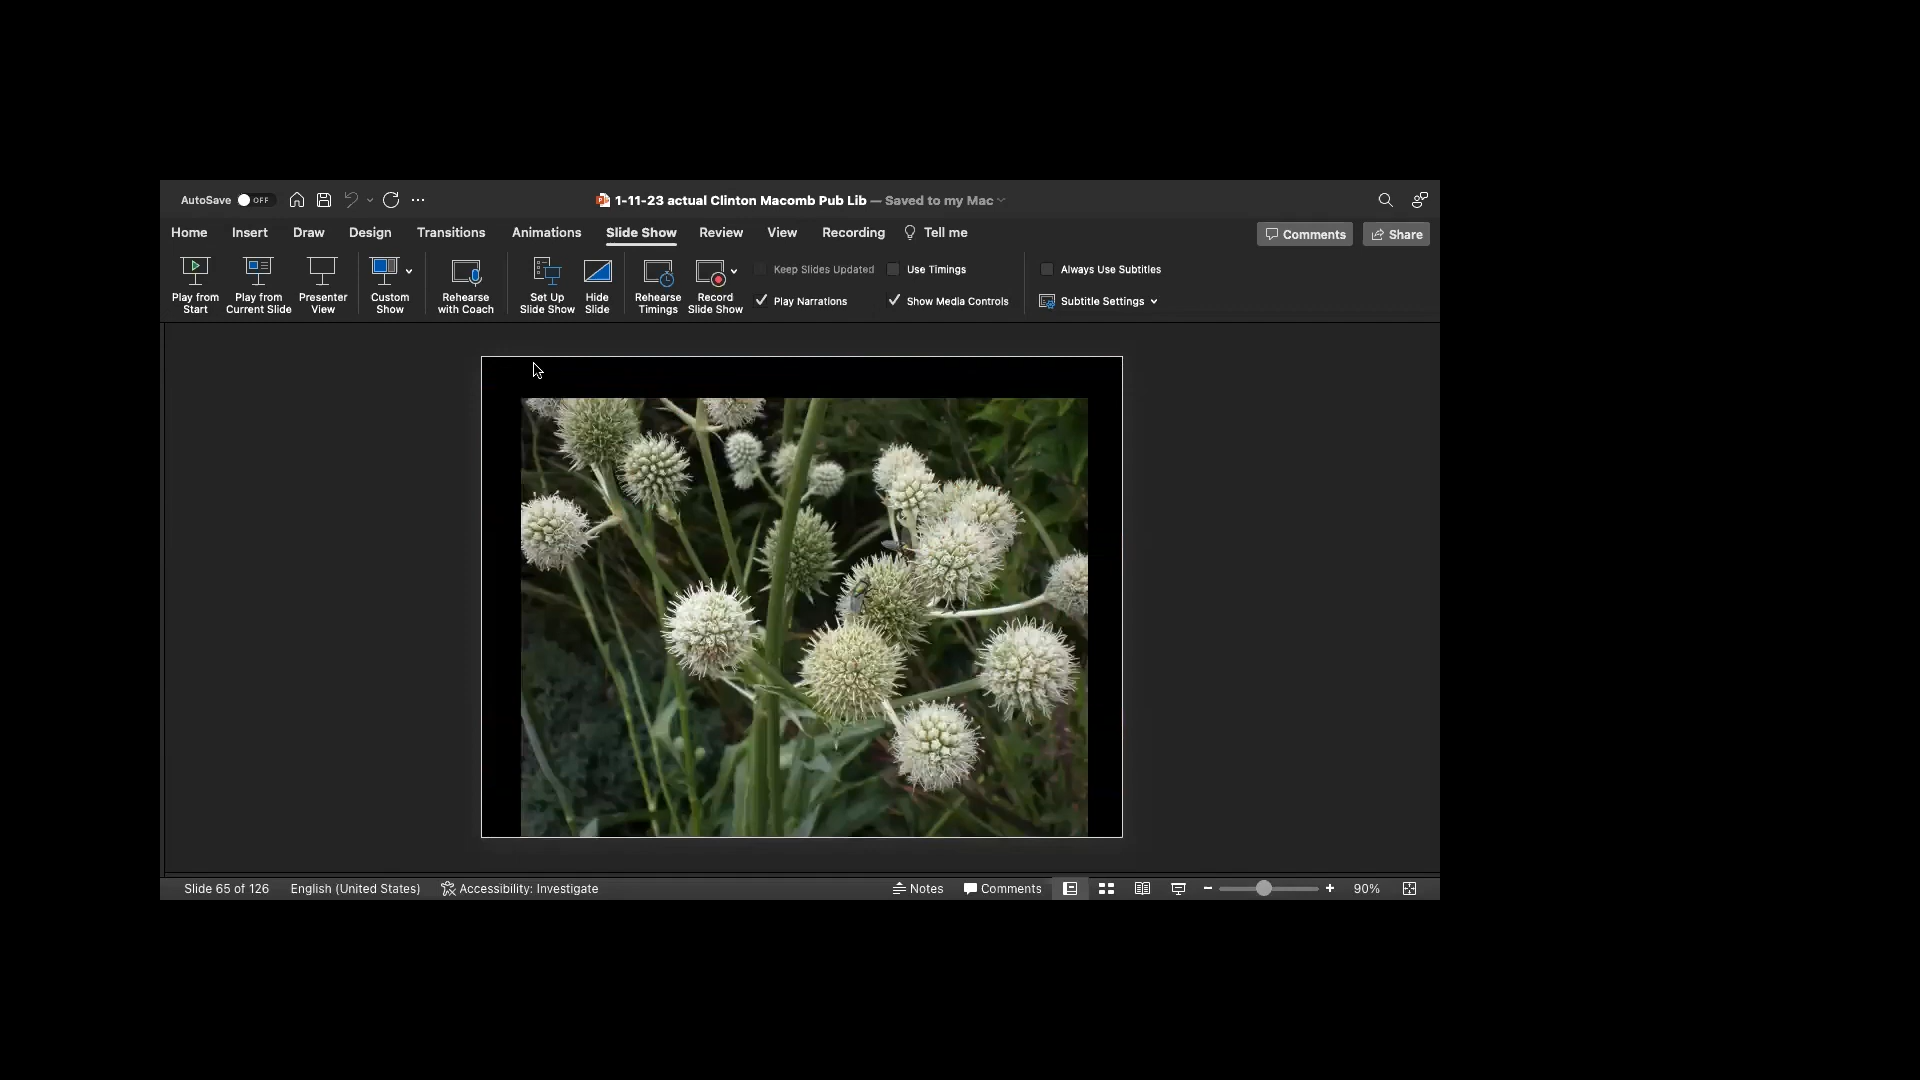 AutoSave OFF 1-11-23 actual Clinton Macomb Pub Lib — Saved to my Mac
Home Insert Draw Design Transitions Animations Slide Show Review View Recording Tell me Comments Share
Play from Start
Play from Current Slide
Presenter View
Custom Show
Rehearse with Coach
Set Up Slide Show
Hide Slide
Rehearse Timings
Record Slide Show
Keep Slides Updated Use Timings Always Use Subtitles
Play Narrations Show Media Controls Subtitle Settings
Slide 65 of 126 English (United States) Accessibility: Investigate Notes Comments 90%